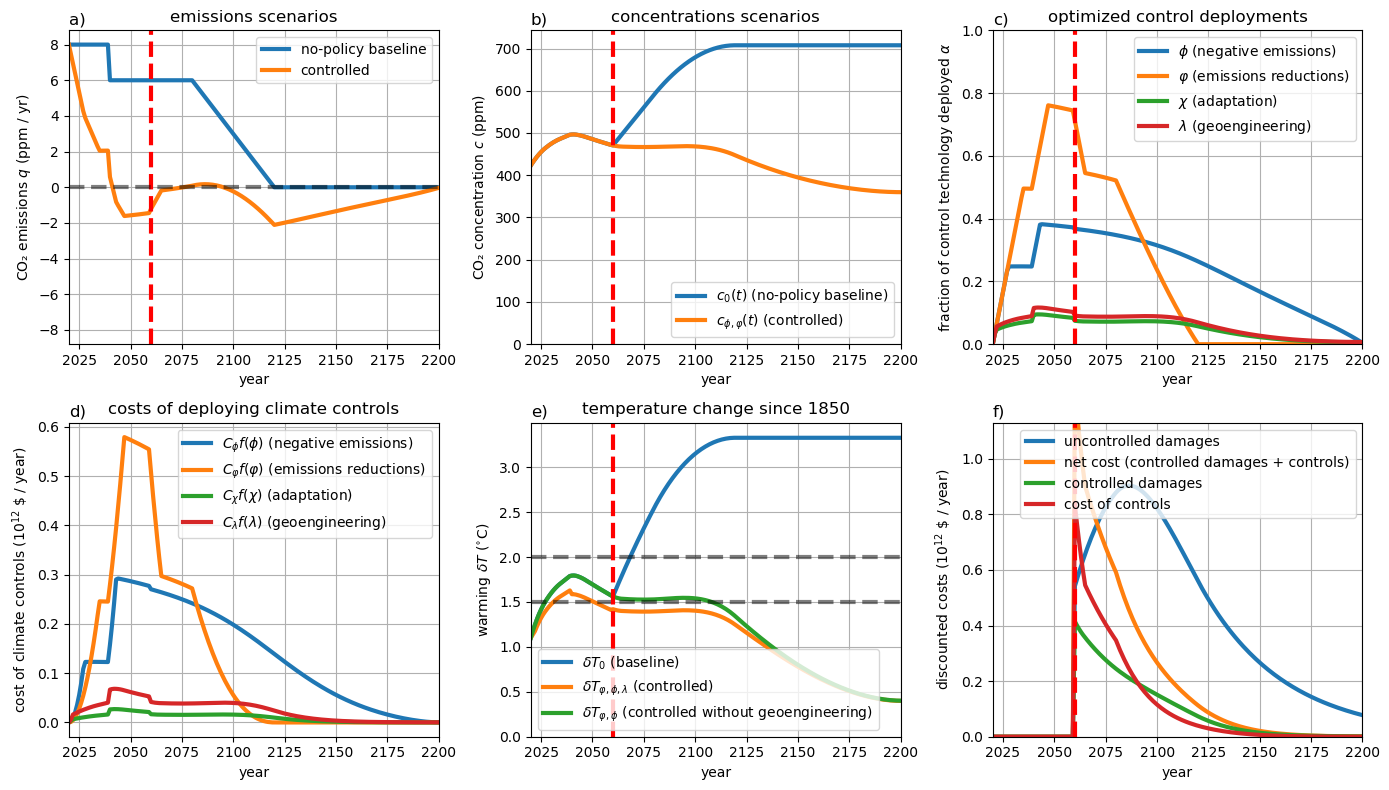 a)
emissions scenarios
CO₂ emissions q (ppm / yr)
8
6
4
2
0
−2
−4
−6
−8
no-policy baseline
controlled
2025 2050 2075 2100 2125 2150 2175 2200
year
b)
concentrations scenarios
CO₂ concentration c (ppm)
700
600
500
400
300
200
100
0
c₀(t) (no-policy baseline)
c_{ϕ,φ}(t) (controlled)
2025 2050 2075 2100 2125 2150 2175 2200
year
c)
optimized control deployments
fraction of control technology deployed α
1.0
0.8
0.6
0.4
0.2
0.0
ϕ (negative emissions)
φ (emissions reductions)
χ (adaptation)
λ (geoengineering)
2025 2050 2075 2100 2125 2150 2175 2200
year
d)
costs of deploying climate controls
cost of climate controls (10¹² $ / year)
0.6
0.5
0.4
0.3
0.2
0.1
0.0
C_ϕ f(ϕ) (negative emissions)
C_φ f(φ) (emissions reductions)
C_χ f(χ) (adaptation)
C_λ f(λ) (geoengineering)
2025 2050 2075 2100 2125 2150 2175 2200
year
e)
temperature change since 1850
warming δT (°C)
3.0
2.5
2.0
1.5
1.0
0.5
0.0
δT₀ (baseline)
δT_{φ,ϕ,λ} (controlled)
δT_{φ,ϕ} (controlled without geoengineering)
2025 2050 2075 2100 2125 2150 2175 2200
year
f)
discounted costs (10¹² $ / year)
1.0
0.8
0.6
0.4
0.2
0.0
uncontrolled damages
net cost (controlled damages + controls)
controlled damages
cost of controls
2025 2050 2075 2100 2125 2150 2175 2200
year